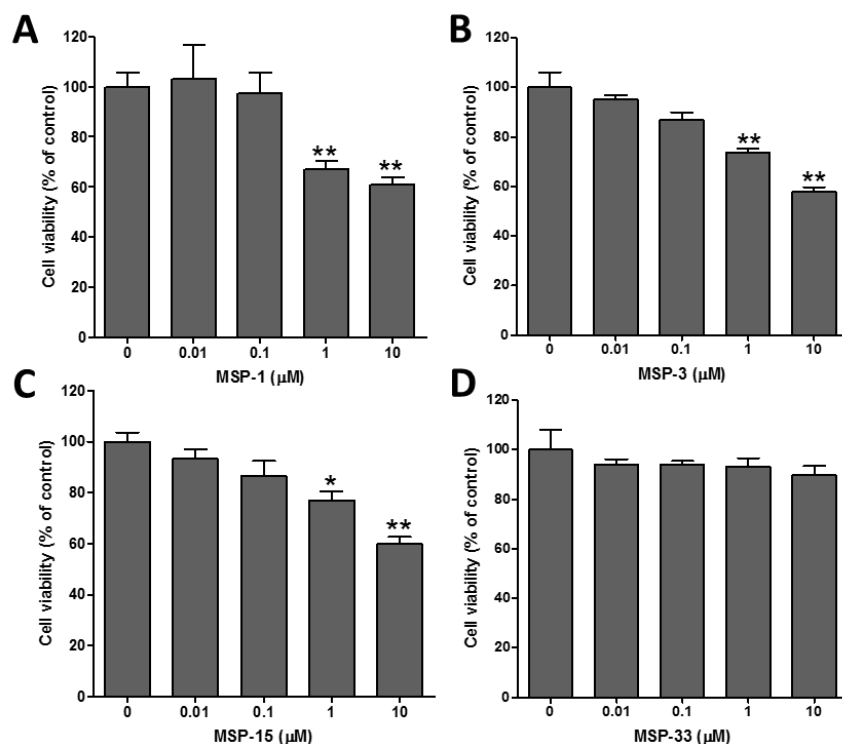 A
Cell viability (% of control)
120
100
80
60
40
20
0
**
**
0 0.01 0.1 1 10
MSP-1 (μM)
B
Cell viability (% of control)
120
100
80
60
40
20
0
**
**
0 0.01 0.1 1 10
MSP-3 (μM)
C
Cell viability (% of control)
120
100
80
60
40
20
0
*
**
0 0.01 0.1 1 10
MSP-15 (μM)
D
Cell viability (% of control)
120
100
80
60
40
20
0
0 0.01 0.1 1 10
MSP-33 (μM)